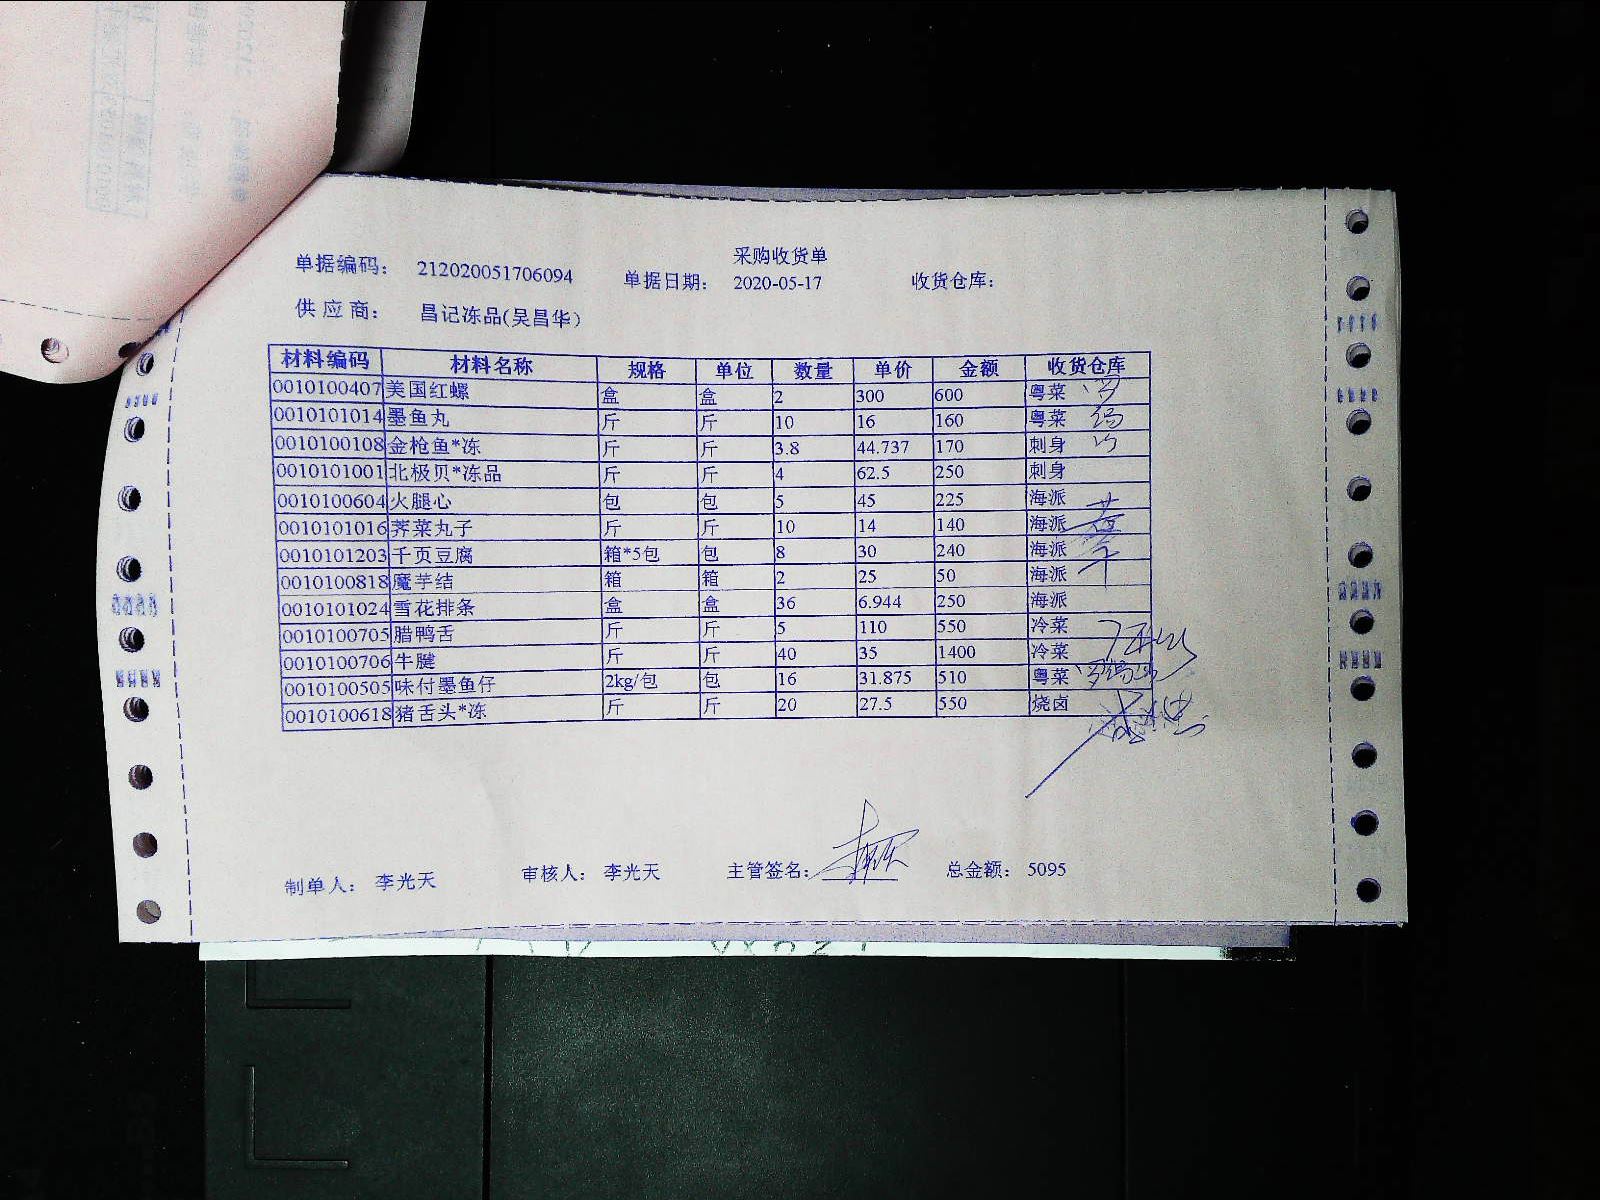 采购收货单
单据编码： 212020051706094 单据日期： 2020-05-17 收货仓库：
供 应 商： 昌记冻品(吴昌华）
材料编码 材料名称 规格 单位 数量 单价 金额 收货仓库
0010100407 美国红螺 盒 盒 2 300 600 粤菜
0010101014 墨鱼丸 斤 斤 10 16 160 粤菜
0010100108 金枪鱼*冻 斤 斤 3.8 44.737 170 刺身
0010101001 北极贝*冻品 斤 斤 4 62.5 250 刺身
0010100604 火腿心 包 包 5 45 225 海派
0010101016 荠菜丸子 斤 斤 10 14 140 海派
0010101203 千页豆腐 箱*5包 包 8 30 240 海派
0010100818 魔芋结 箱 箱 2 25 50 海派
0010101024 雪花排条 盒 盒 36 6.944 250 海派
0010100705 腊鸭舌 斤 斤 5 110 550 冷菜
0010100706 牛腱 斤 斤 40 35 1400 冷菜
0010100505 味付墨鱼仔 2kg/包 包 16 31.875 510 粤菜
0010100618 猪舌头*冻 斤 斤 20 27.5 550 烧卤
制单人： 李光天 审核人： 李光天 主管签名： 总金额： 5095